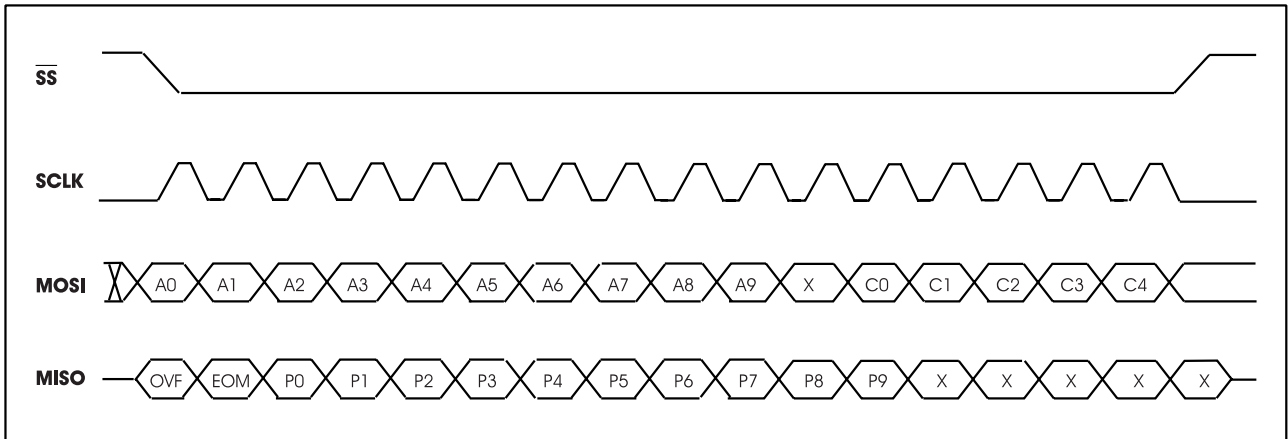 SS
SCLK
MOSI A0 A1 A2 A3 A4 A5 A6 A7 A8 A9 X C0 C1 C2 C3 C4
MISO OVF EOM P0 P1 P2 P3 P4 P5 P6 P7 P8 P9 X X X X X